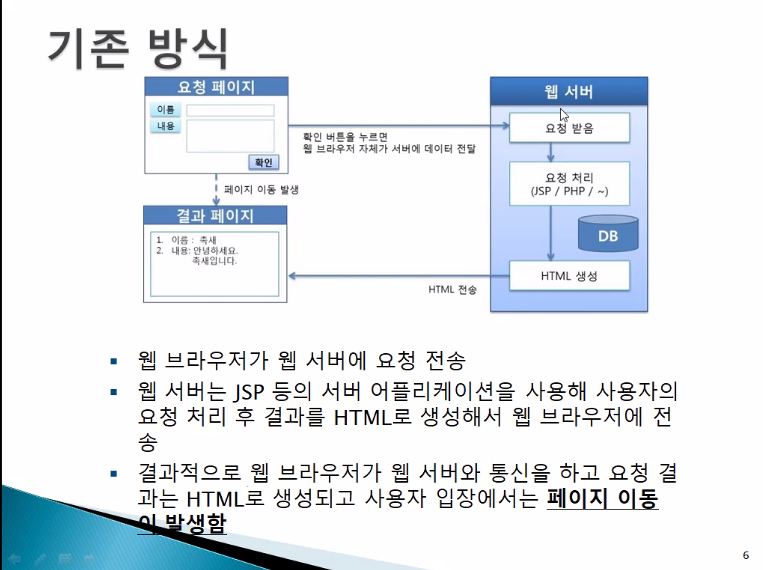 기존 방식
요청 페이지
이름
내용
확인
확인 버튼을 누르면
웹 브라우저 자체가 서버에 데이터 전달
페이지 이동 발생
결과 페이지
1. 이름 : 촉새
2. 내용: 안녕하세요.
촉새입니다.
웹 서버
요청 받음
요청 처리
(JSP / PHP / ~)
DB
HTML 생성
HTML 전송
▪ 웹 브라우저가 웹 서버에 요청 전송
▪ 웹 서버는 JSP 등의 서버 어플리케이션을 사용해 사용자의
요청 처리 후 결과를 HTML로 생성해서 웹 브라우저에 전
송
▪ 결과적으로 웹 브라우저가 웹 서버와 통신을 하고 요청 결
과는 HTML로 생성되고 사용자 입장에서는 페이지 이동
이 발생함
6